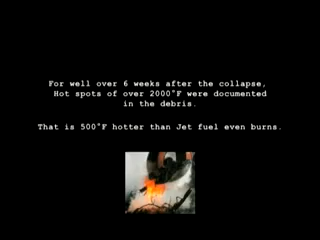 For well over 6 weeks after the collapse,
Hot spots of over 2000°F were documented
in the debris.
That is 500°F hotter than Jet fuel even burns.